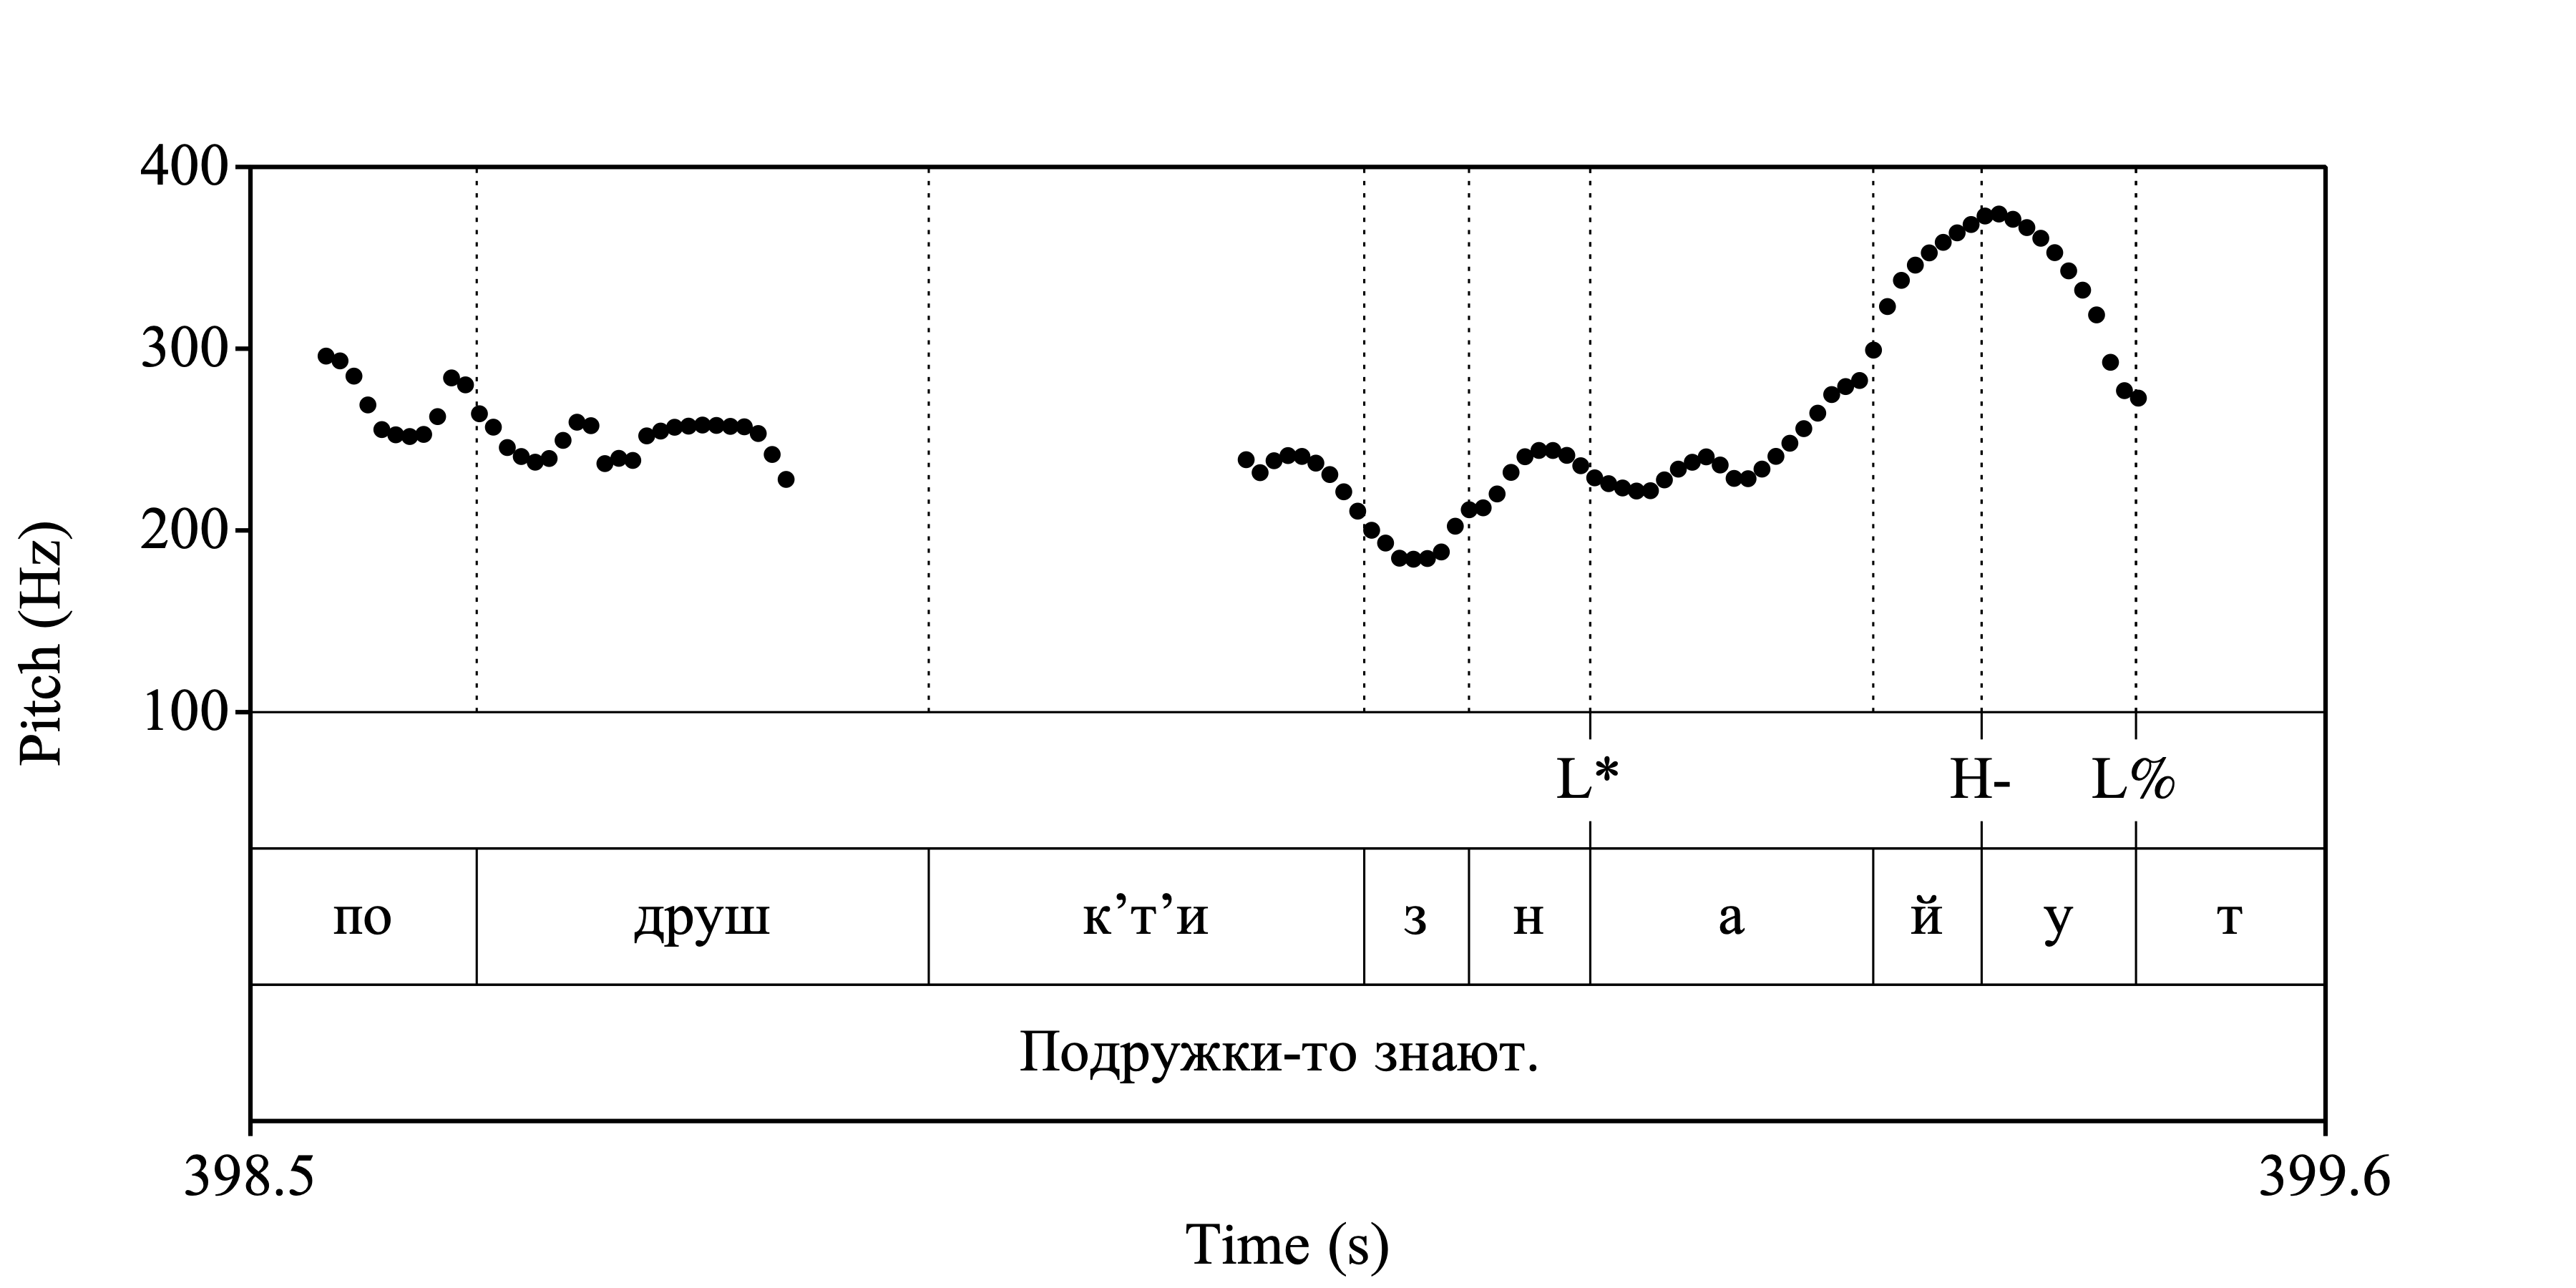 400
300
200
100
Pitch (Hz)
L* H- L%
по друш к’т’и з н а й у т
Подружки-то знают.
398.5 399.6
Time (s)